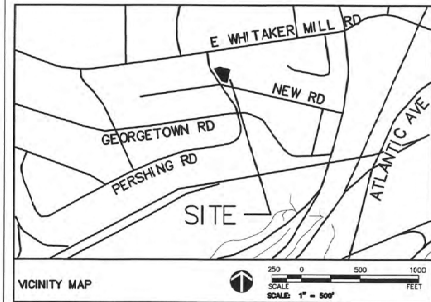 E WHITAKER MILL RD
NEW RD
GEORGETOWN RD
PERSHING RD
ATLANTIC AVE
SITE
VICINITY MAP
250 0 500 1000
SCALE FEET
SCALE: 1" = 500'